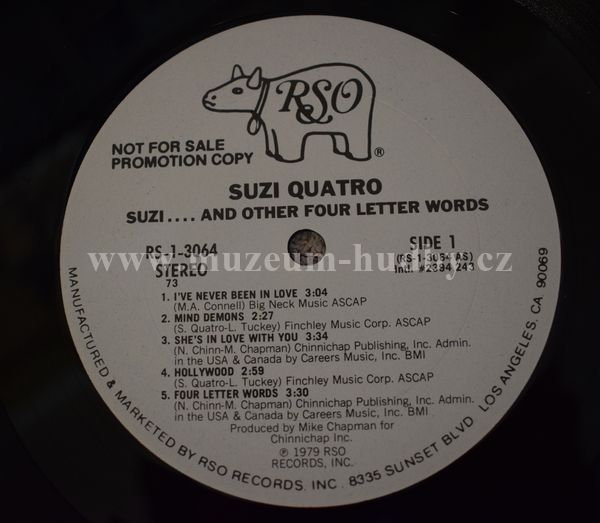 RSO
®
NOT FOR SALE
PROMOTION COPY
SUZI QUATRO
SUZI .... AND OTHER FOUR LETTER WORDS
RS-1-3064
STEREO
73
SIDE 1
(RS-1-3064 AS)
Int. #2394 243
www.muzeum-hudby.cz
1. I'VE NEVER BEEN IN LOVE 3:04
(M.A. Connell) Big Neck Music ASCAP
2. MIND DEMONS 2:27
(S. Quatro-L. Tuckey) Finchley Music Corp. ASCAP
3. SHE'S IN LOVE WITH YOU 3:34
(N. Chinn-M. Chapman) Chinnichap Publishing, Inc. Admin.
in the USA & Canada by Careers Music, Inc. BMI
4. HOLLYWOOD 2:59
(S. Quatro-L. Tuckey) Finchley Music Corp. ASCAP
5. FOUR LETTER WORDS 3:30
(N. Chinn-M. Chapman) Chinnichap Publishing, Inc. Admin.
in the USA & Canada by Careers Music, Inc. BMI
Produced by Mike Chapman for
Chinnichap Inc.
℗ 1979 RSO
RECORDS, INC.
MANUFACTURED & MARKETED BY RSO RECORDS, INC. 8335 SUNSET BLVD LOS ANGELES, CA 90069